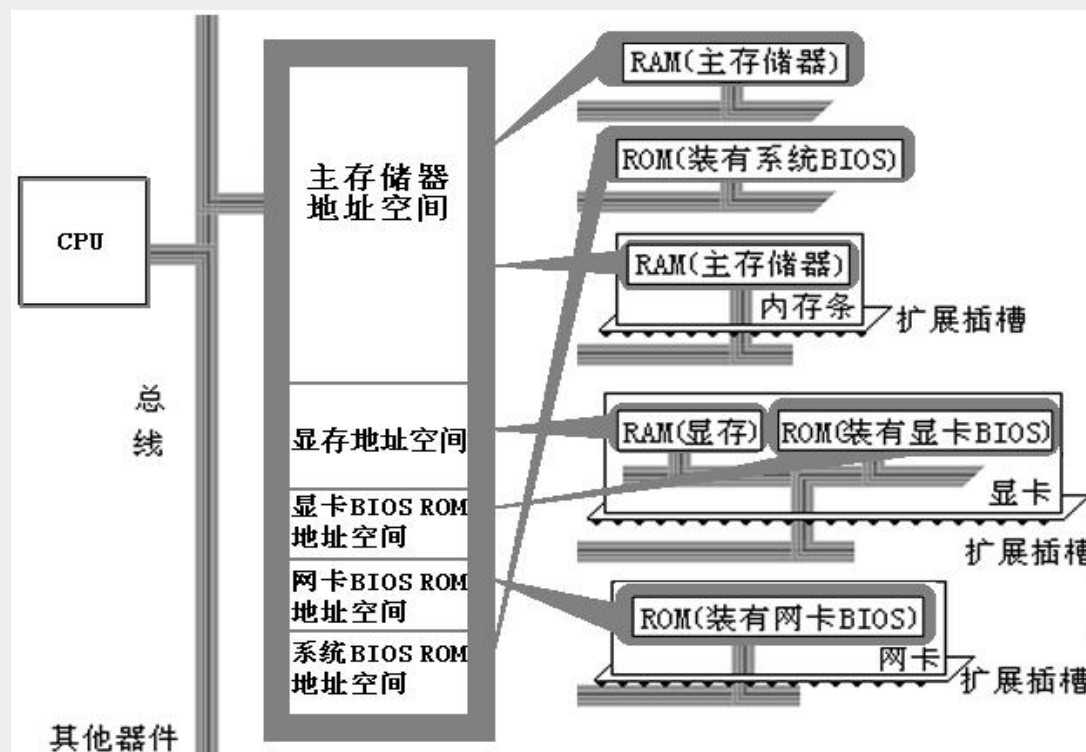 CPU
总
线
其他器件
主存储器
地址空间
显存地址空间
显卡BIOS ROM
地址空间
网卡BIOS ROM
地址空间
系统BIOS ROM
地址空间
RAM(主存储器)
ROM(装有系统BIOS)
RAM(主存储器)
内存条
扩展插槽
RAM(显存)
ROM(装有显卡BIOS)
显卡
扩展插槽
ROM(装有网卡BIOS)
网卡
扩展插槽